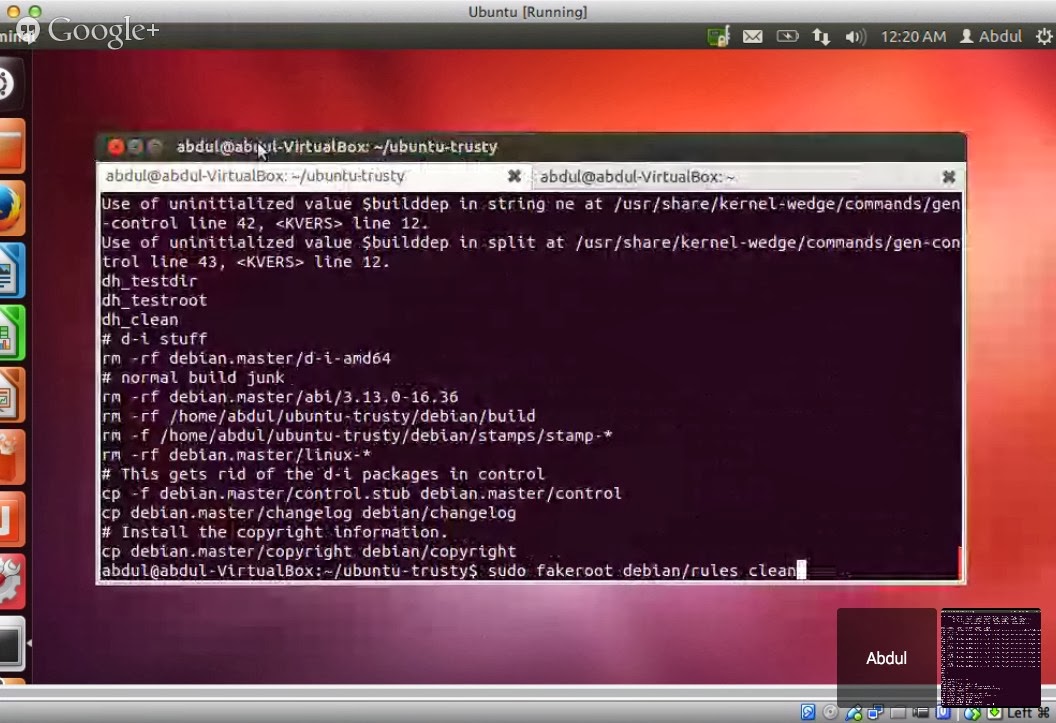 Ubuntu [Running]
Google+
12:20 AM Abdul
abdul@abdul-VirtualBox: ~/ubuntu-trusty
abdul@abdul-VirtualBox: ~/ubuntu-trusty
abdul@abdul-VirtualBox: ~
Use of uninitialized value $builddep in string ne at /usr/share/kernel-wedge/commands/gen
-control line 42, <KVERS> line 12.
Use of uninitialized value $builddep in split at /usr/share/kernel-wedge/commands/gen-con
trol line 43, <KVERS> line 12.
dh_testdir
dh_testroot
dh_clean
# d-i stuff
rm -rf debian.master/d-i-amd64
# normal build junk
rm -rf debian.master/abi/3.13.0-16.36
rm -rf /home/abdul/ubuntu-trusty/debian/build
rm -f /home/abdul/ubuntu-trusty/debian/stamps/stamp-*
rm -rf debian.master/linux-*
# This gets rid of the d-i packages in control
cp -f debian.master/control.stub debian.master/control
cp debian.master/changelog debian/changelog
# Install the copyright information.
cp debian.master/copyright debian/copyright
abdul@abdul-VirtualBox:~/ubuntu-trusty$ sudo fakeroot debian/rules clean
Abdul
Left ⌘